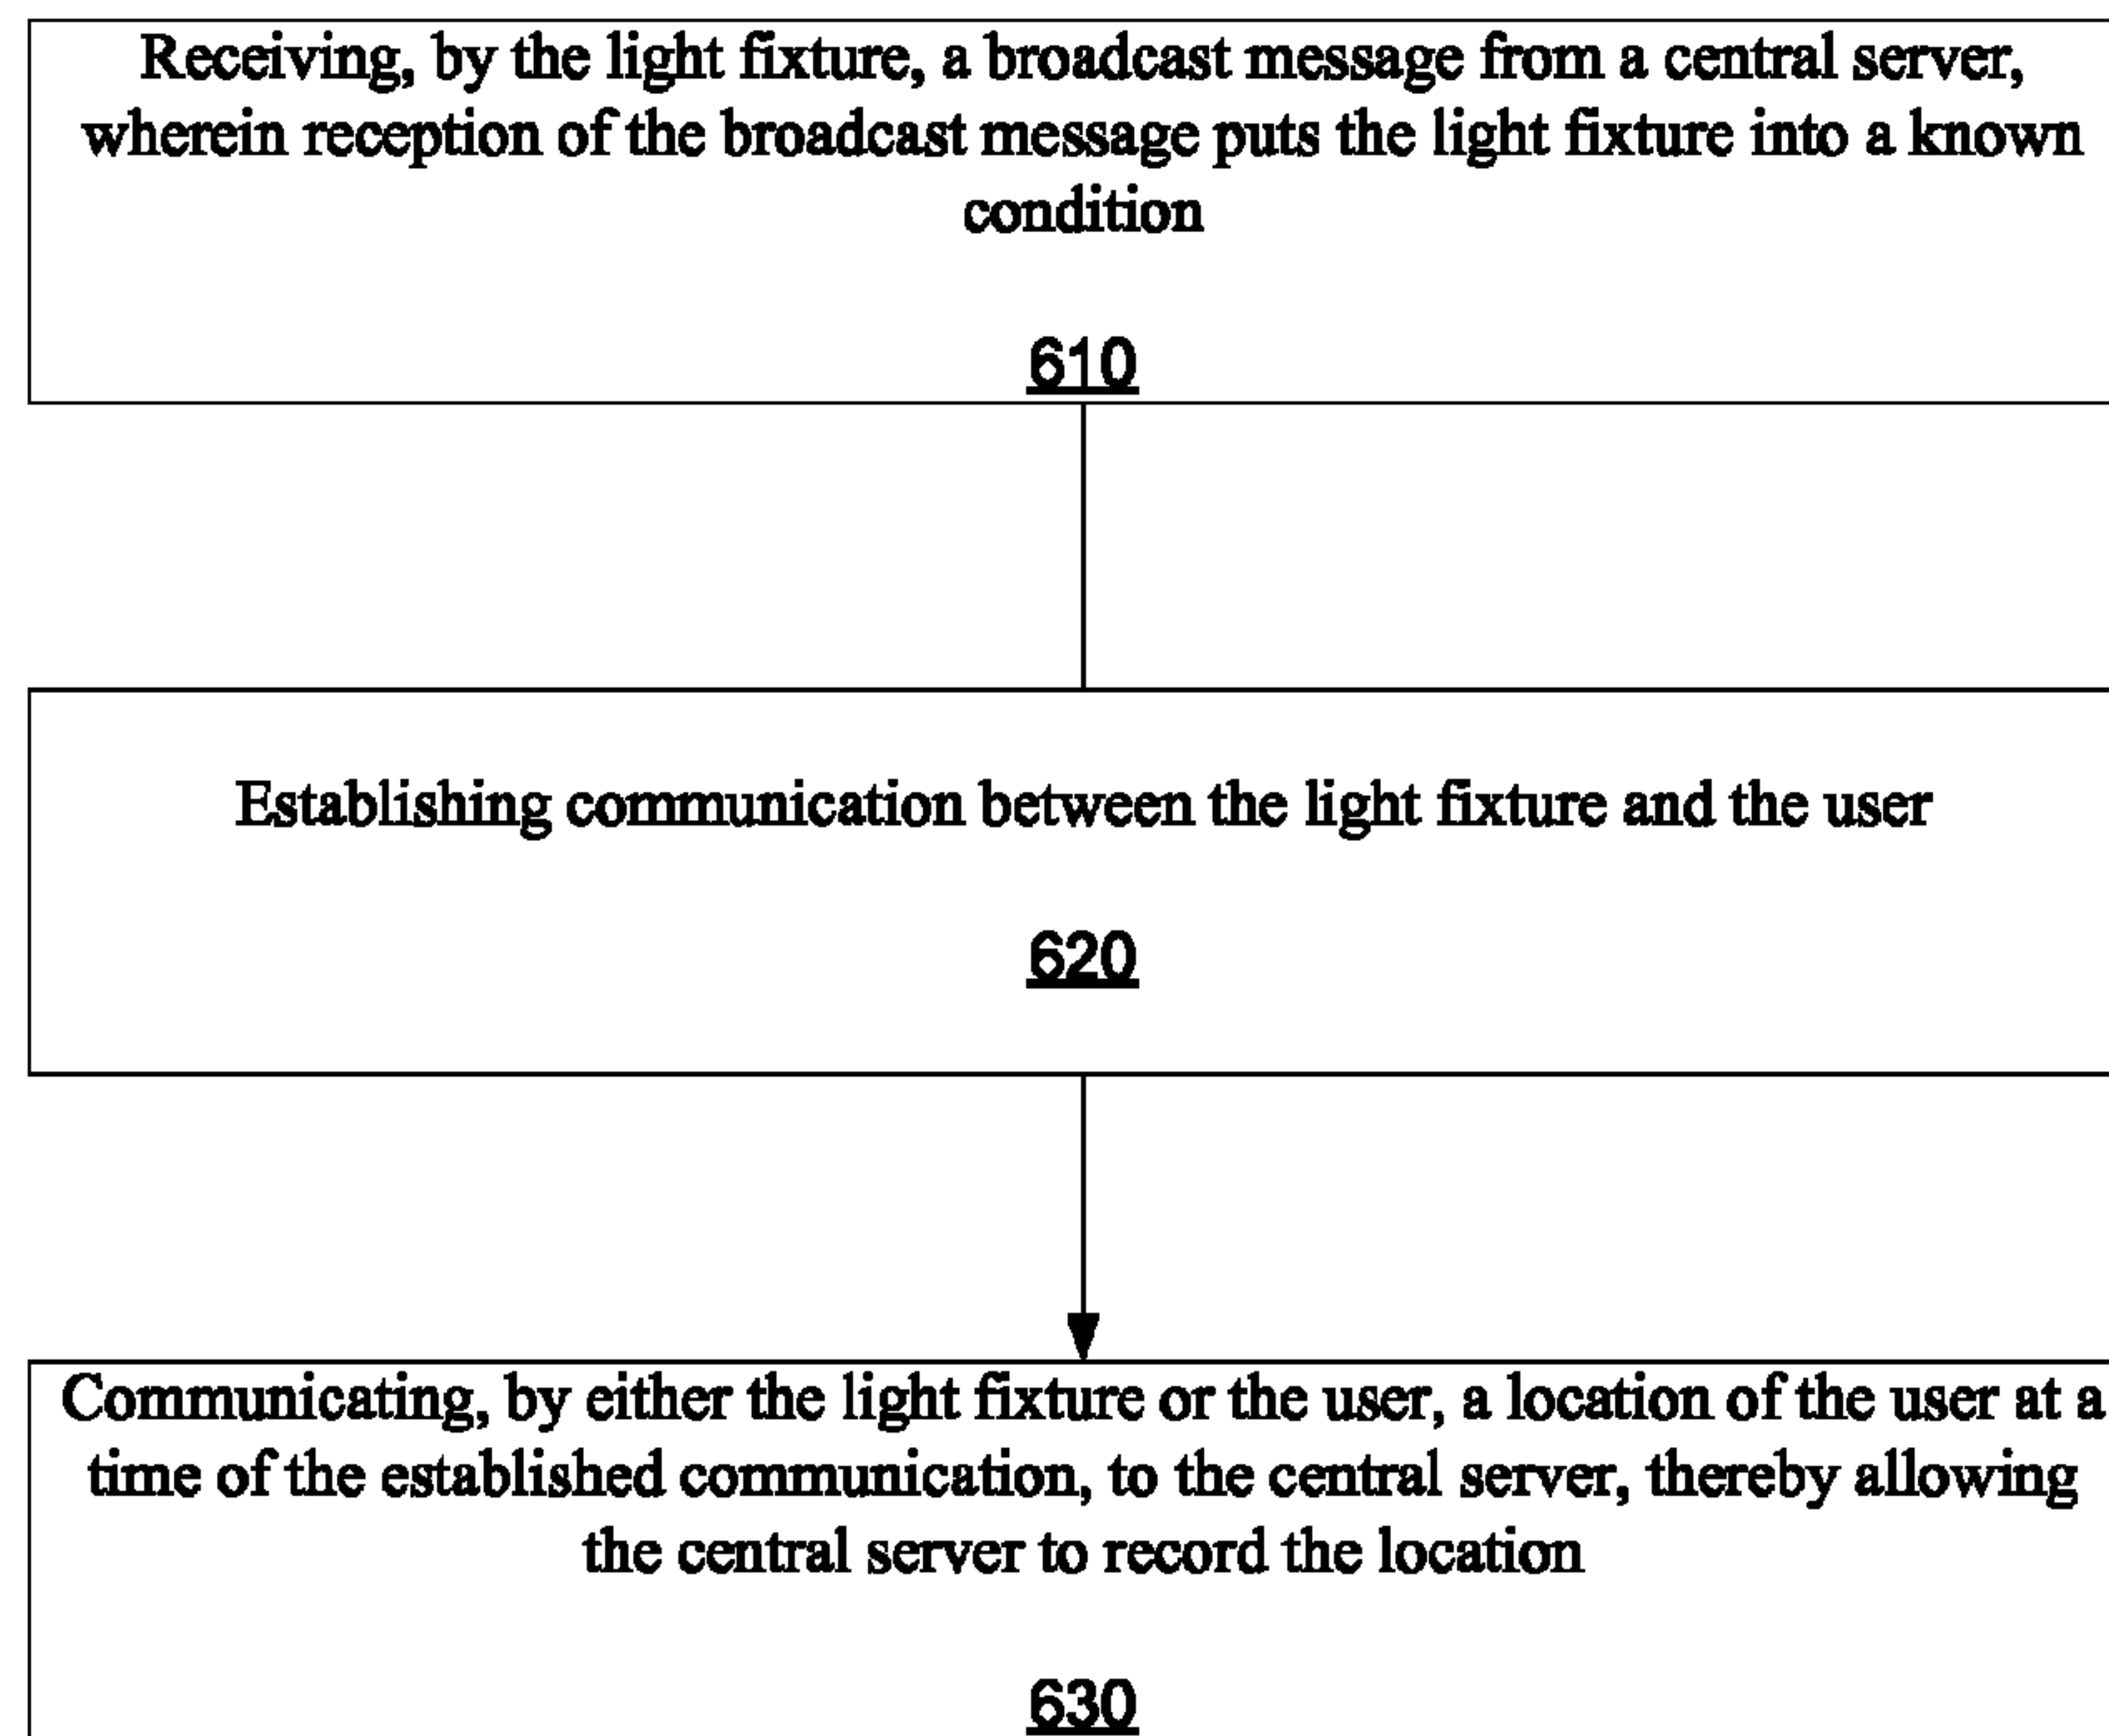 Receiving, by the light fixture, a broadcast message from a central server,
wherein reception of the broadcast message puts the light fixture into a known
condition
610
Establishing communication between the light fixture and the user
620
Communicating, by either the light fixture or the user, a location of the user at a
time of the established communication, to the central server, thereby allowing
the central server to record the location
630